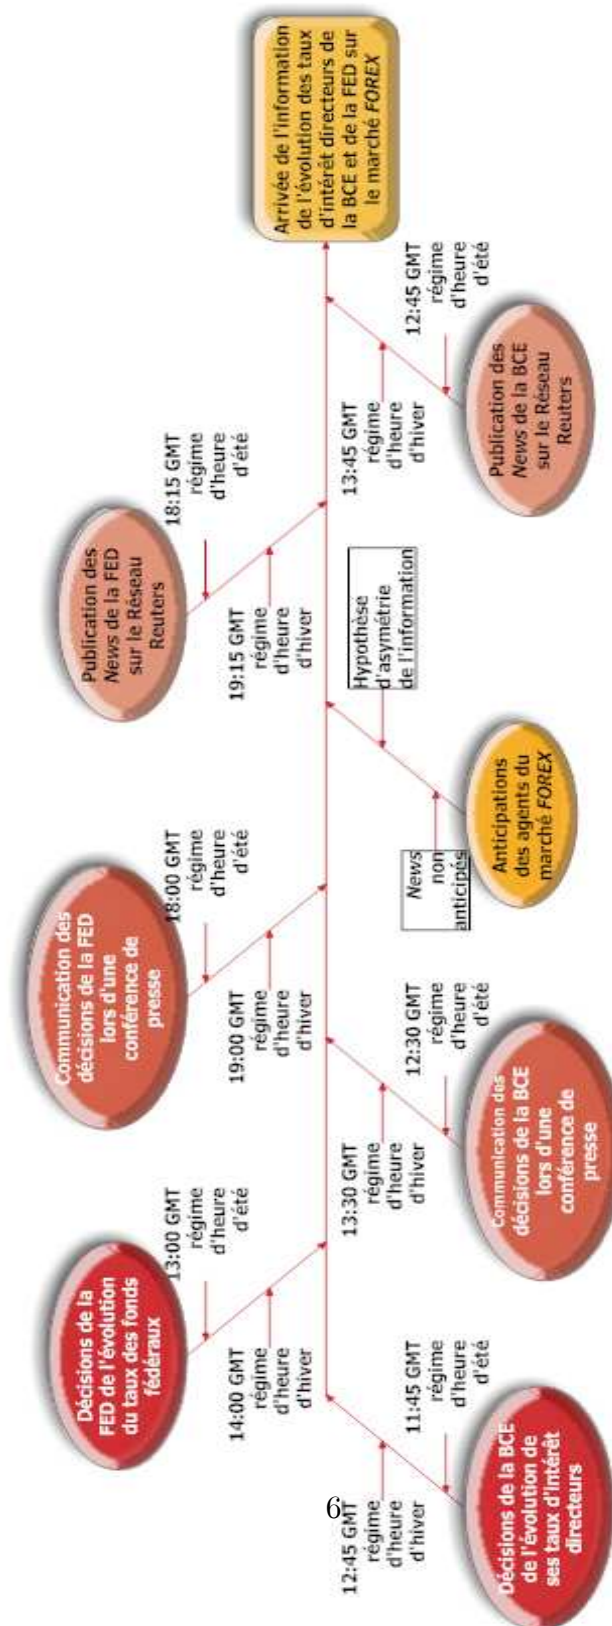 Décisions de la
FED de l'évolution
du taux des fonds
fédéraux
13:00 GMT
régime
d'heure
d'été
14:00 GMT
régime
d'heure
d'hiver
Communication des
décisions de la FED
lors d'une
conférence de
presse
18:00 GMT
régime
d'heure
d'été
19:00 GMT
régime
d'heure
d'hiver
Publication des
News de la FED
sur le Réseau
Reuters
18:15 GMT
régime
d'heure
d'été
19:15 GMT
régime
d'heure
d'hiver
Arrivée de l'information
de l'évolution des taux
d'intérêt directeurs de
la BCE et de la FED sur
le marché FOREX
12:45 GMT
régime
d'heure
d'hiver
11:45 GMT
régime
d'heure
d'été
Décisions de la BCE
de l'évolution de
ses taux d'intérêt
directeurs
13:30 GMT
régime
d'heure
d'hiver
12:30 GMT
régime
d'heure
d'été
Communication des
décisions de la BCE
lors d'une
conférence de
presse
Hypothèse
d'asymétrie
de l'information
News
non
anticipés
Anticipations
des agents du
marché FOREX
13:45 GMT
régime
d'heure
d'hiver
12:45 GMT
régime
d'heure
d'été
Publication des
News de la BCE
sur le Réseau
Reuters
6